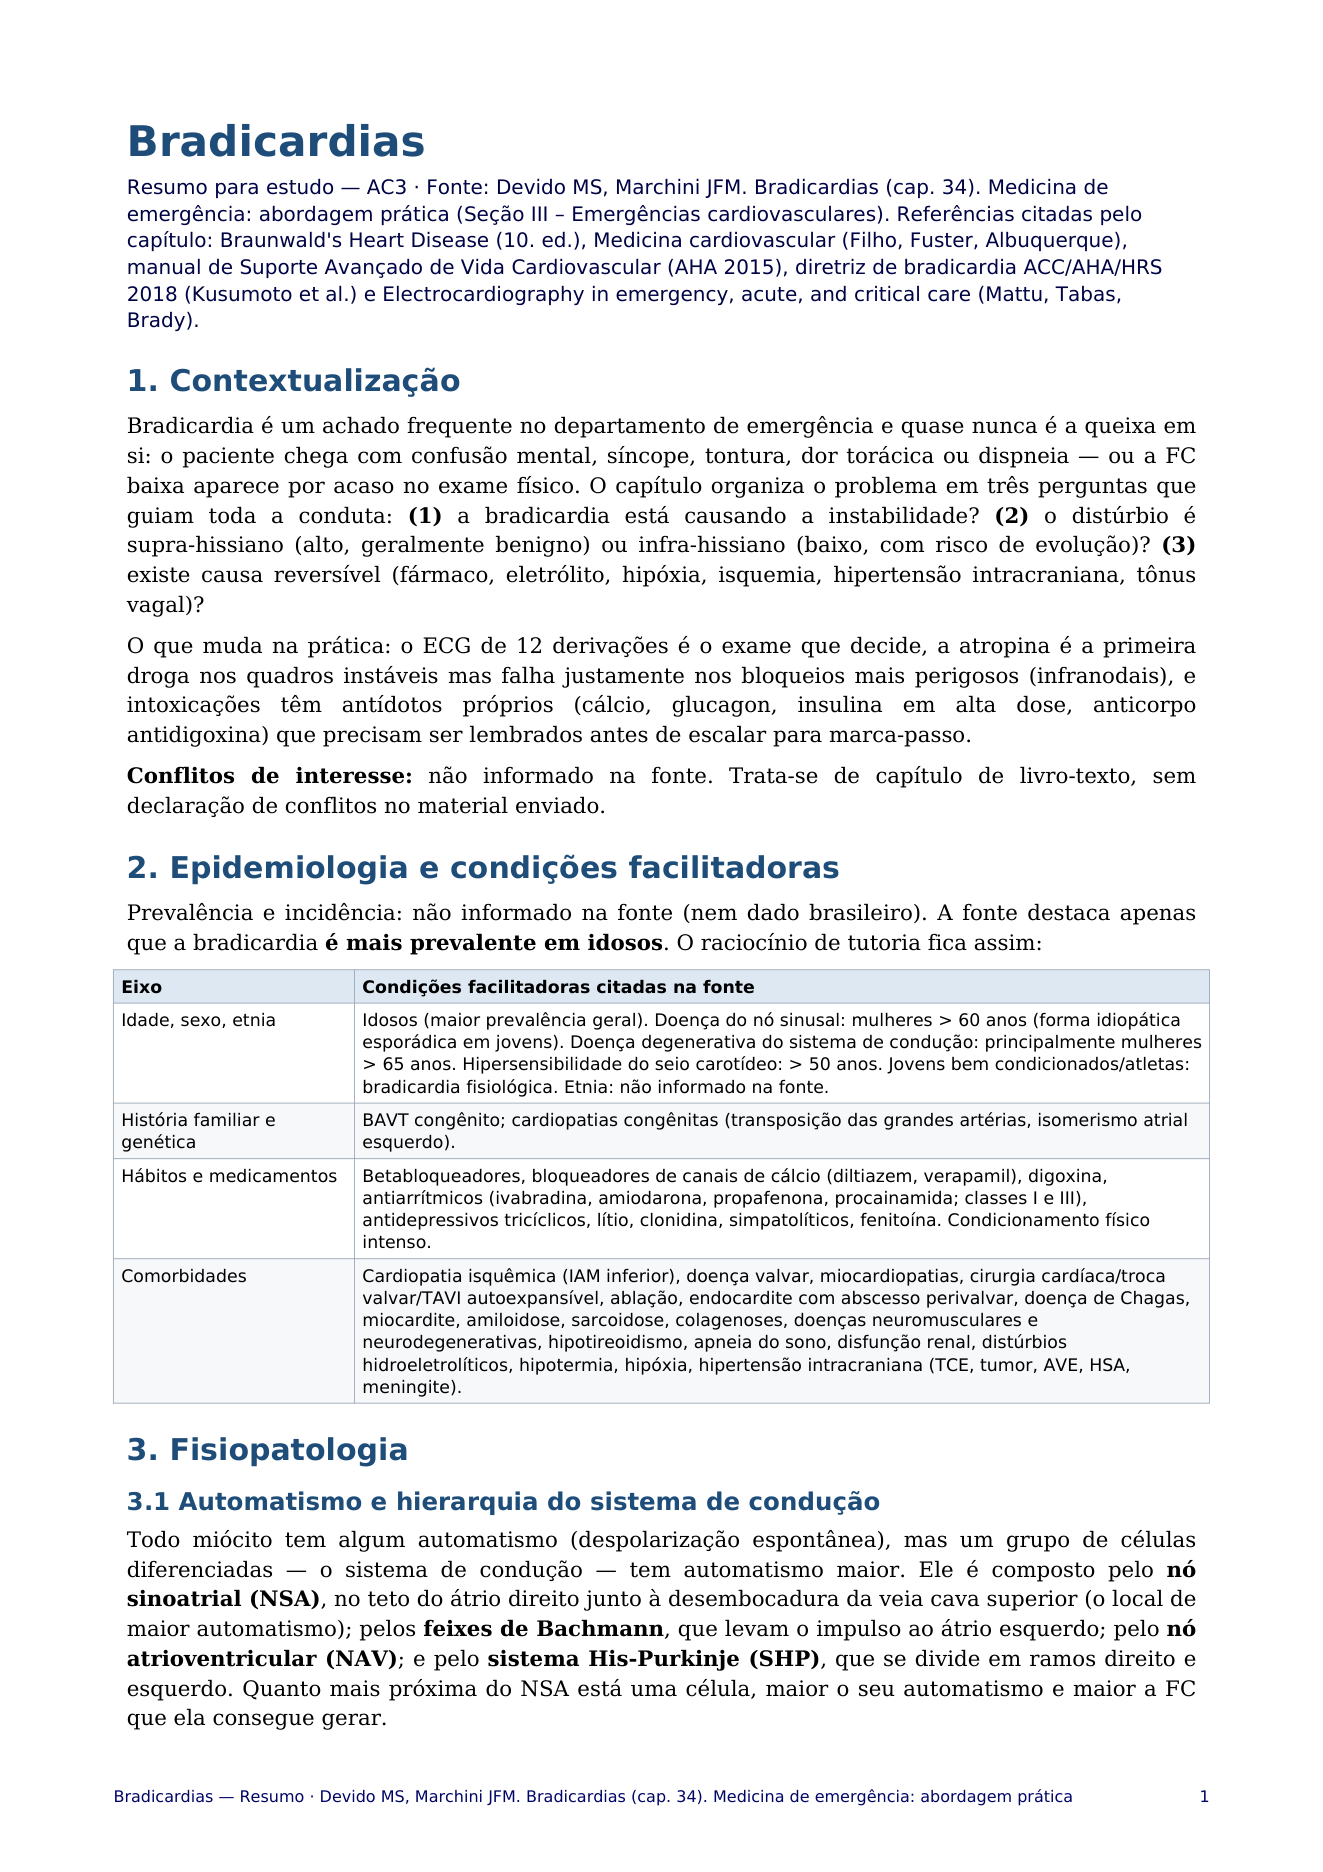 Bradicardias
Resumo para estudo — AC3 · Fonte: Devido MS, Marchini JFM. Bradicardias (cap. 34). Medicina de
emergência: abordagem prática (Seção III – Emergências cardiovasculares). Referências citadas pelo
capítulo: Braunwald's Heart Disease (10. ed.), Medicina cardiovascular (Filho, Fuster, Albuquerque),
manual de Suporte Avançado de Vida Cardiovascular (AHA 2015), diretriz de bradicardia ACC/AHA/HRS
2018 (Kusumoto et al.) e Electrocardiography in emergency, acute, and critical care (Mattu, Tabas,
Brady).
1. Contextualização
Bradicardia é um achado frequente no departamento de emergência e quase nunca é a queixa em
si: o paciente chega com confusão mental, síncope, tontura, dor torácica ou dispneia — ou a FC
baixa aparece por acaso no exame físico. O capítulo organiza o problema em três perguntas que
guiam toda a conduta: (1) a bradicardia está causando a instabilidade? (2) o distúrbio é
supra-hissiano (alto, geralmente benigno) ou infra-hissiano (baixo, com risco de evolução)? (3)
existe causa reversível (fármaco, eletrólito, hipóxia, isquemia, hipertensão intracraniana, tônus
vagal)?
O que muda na prática: o ECG de 12 derivações é o exame que decide, a atropina é a primeira
droga nos quadros instáveis mas falha justamente nos bloqueios mais perigosos (infranodais), e
intoxicações têm antídotos próprios (cálcio, glucagon, insulina em alta dose, anticorpo
antidigoxina) que precisam ser lembrados antes de escalar para marca-passo.
Conflitos de interesse: não informado na fonte. Trata-se de capítulo de livro-texto, sem
declaração de conflitos no material enviado.
2. Epidemiologia e condições facilitadoras
Prevalência e incidência: não informado na fonte (nem dado brasileiro). A fonte destaca apenas
que a bradicardia é mais prevalente em idosos. O raciocínio de tutoria fica assim:
Eixo
Condições facilitadoras citadas na fonte
Idade, sexo, etnia
Idosos (maior prevalência geral). Doença do nó sinusal: mulheres > 60 anos (forma idiopática
esporádica em jovens). Doença degenerativa do sistema de condução: principalmente mulheres
> 65 anos. Hipersensibilidade do seio carotídeo: > 50 anos. Jovens bem condicionados/atletas:
bradicardia fisiológica. Etnia: não informado na fonte.
História familiar e
genética
BAVT congênito; cardiopatias congênitas (transposição das grandes artérias, isomerismo atrial
esquerdo).
Hábitos e medicamentos
Betabloqueadores, bloqueadores de canais de cálcio (diltiazem, verapamil), digoxina,
antiarrítmicos (ivabradina, amiodarona, propafenona, procainamida; classes I e III),
antidepressivos tricíclicos, lítio, clonidina, simpatolíticos, fenitoína. Condicionamento físico
intenso.
Comorbidades
Cardiopatia isquêmica (IAM inferior), doença valvar, miocardiopatias, cirurgia cardíaca/troca
valvar/TAVI autoexpansível, ablação, endocardite com abscesso perivalvar, doença de Chagas,
miocardite, amiloidose, sarcoidose, colagenoses, doenças neuromusculares e
neurodegenerativas, hipotireoidismo, apneia do sono, disfunção renal, distúrbios
hidroeletrolíticos, hipotermia, hipóxia, hipertensão intracraniana (TCE, tumor, AVE, HSA,
meningite).
3. Fisiopatologia
3.1 Automatismo e hierarquia do sistema de condução
Todo miócito tem algum automatismo (despolarização espontânea), mas um grupo de células
diferenciadas — o sistema de condução — tem automatismo maior. Ele é composto pelo nó
sinoatrial (NSA), no teto do átrio direito junto à desembocadura da veia cava superior (o local de
maior automatismo); pelos feixes de Bachmann, que levam o impulso ao átrio esquerdo; pelo nó
atrioventricular (NAV); e pelo sistema His-Purkinje (SHP), que se divide em ramos direito e
esquerdo. Quanto mais próxima do NSA está uma célula, maior o seu automatismo e maior a FC
que ela consegue gerar.
Bradicardias — Resumo · Devido MS, Marchini JFM. Bradicardias (cap. 34). Medicina de emergência: abordagem prática
1